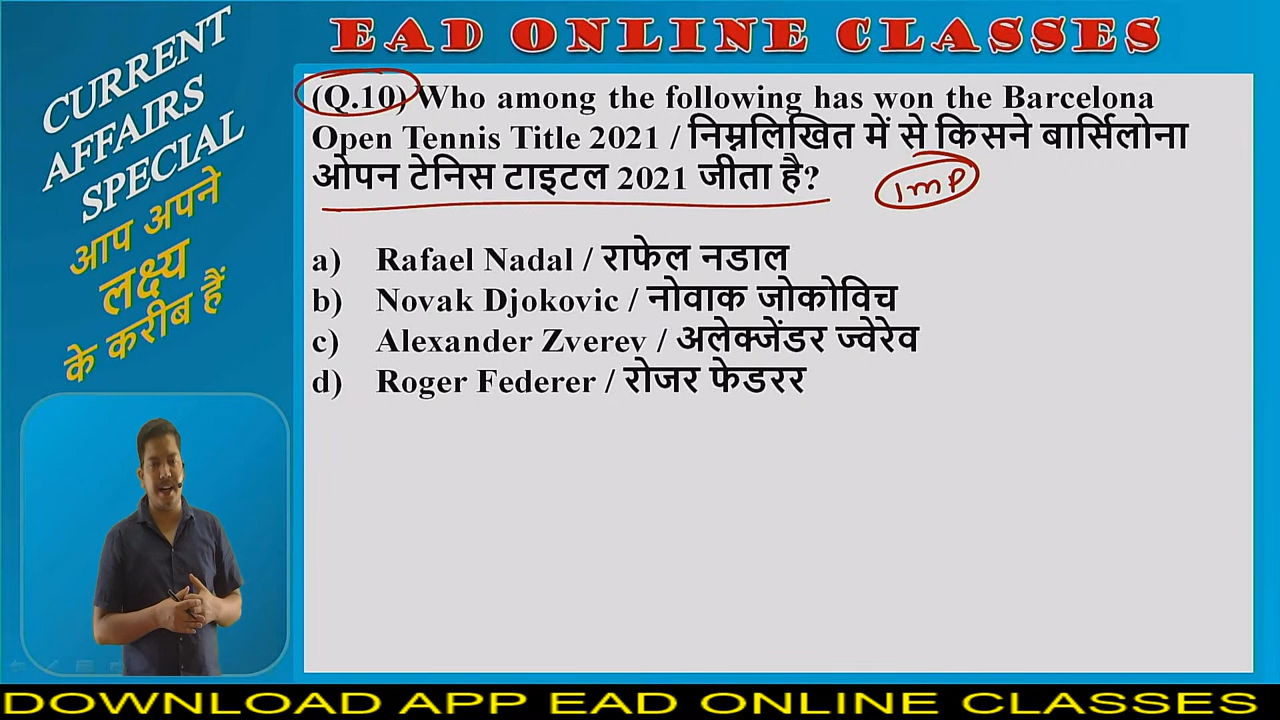 EAD ONLINE CLASSES
CURRENT
AFFAIRS
SPECIAL
आप अपने
लक्ष्य
के करीब हैं
(Q.10) Who among the following has won the Barcelona
Open Tennis Title 2021 / निम्नलिखित में से किसने बार्सिलोना
ओपन टेनिस टाइटल 2021 जीता है?
IMP
a) Rafael Nadal / राफेल नडाल
b) Novak Djokovic / नोवाक जोकोविच
c) Alexander Zverev / अलेक्जेंडर ज्वेरेव
d) Roger Federer / रोजर फेडरर
DOWNLOAD APP EAD ONLINE CLASSES